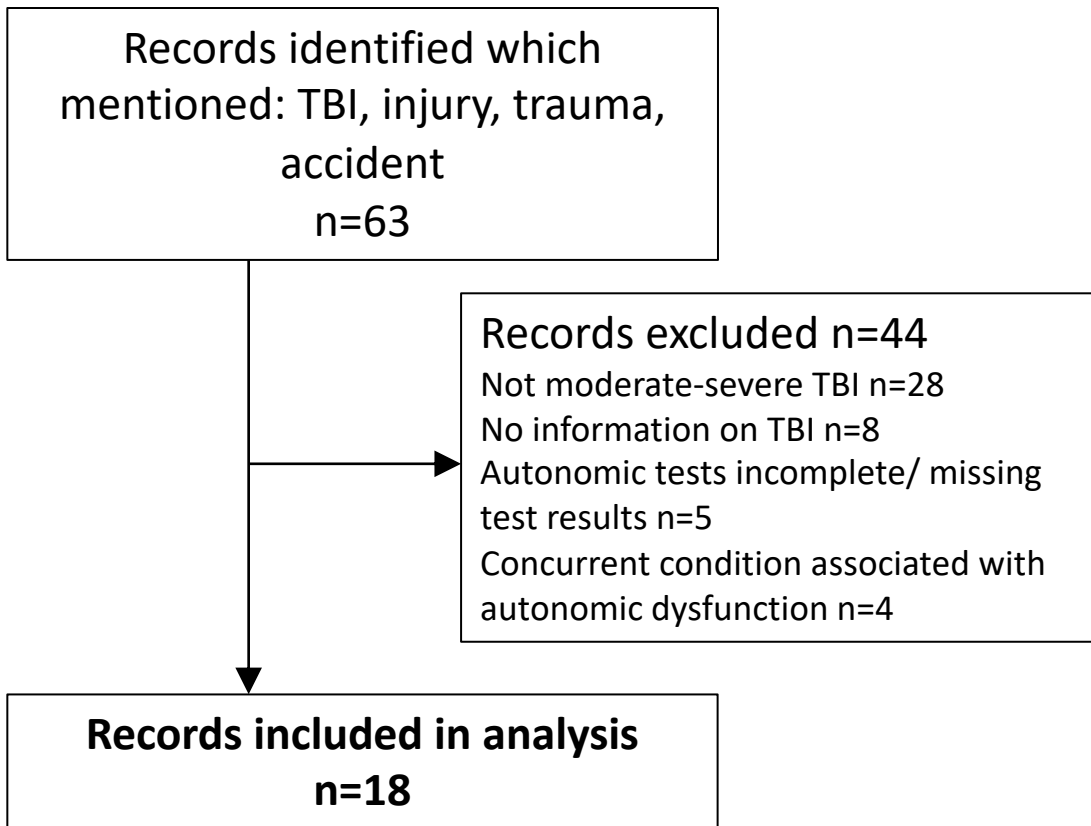 Records identified which
mentioned: TBI, injury, trauma,
accident
n=63
Records excluded n=44
Not moderate-severe TBI n=28
No information on TBI n=8
Autonomic tests incomplete/ missing
test results n=5
Concurrent condition associated with
autonomic dysfunction n=4
Records included in analysis
n=18